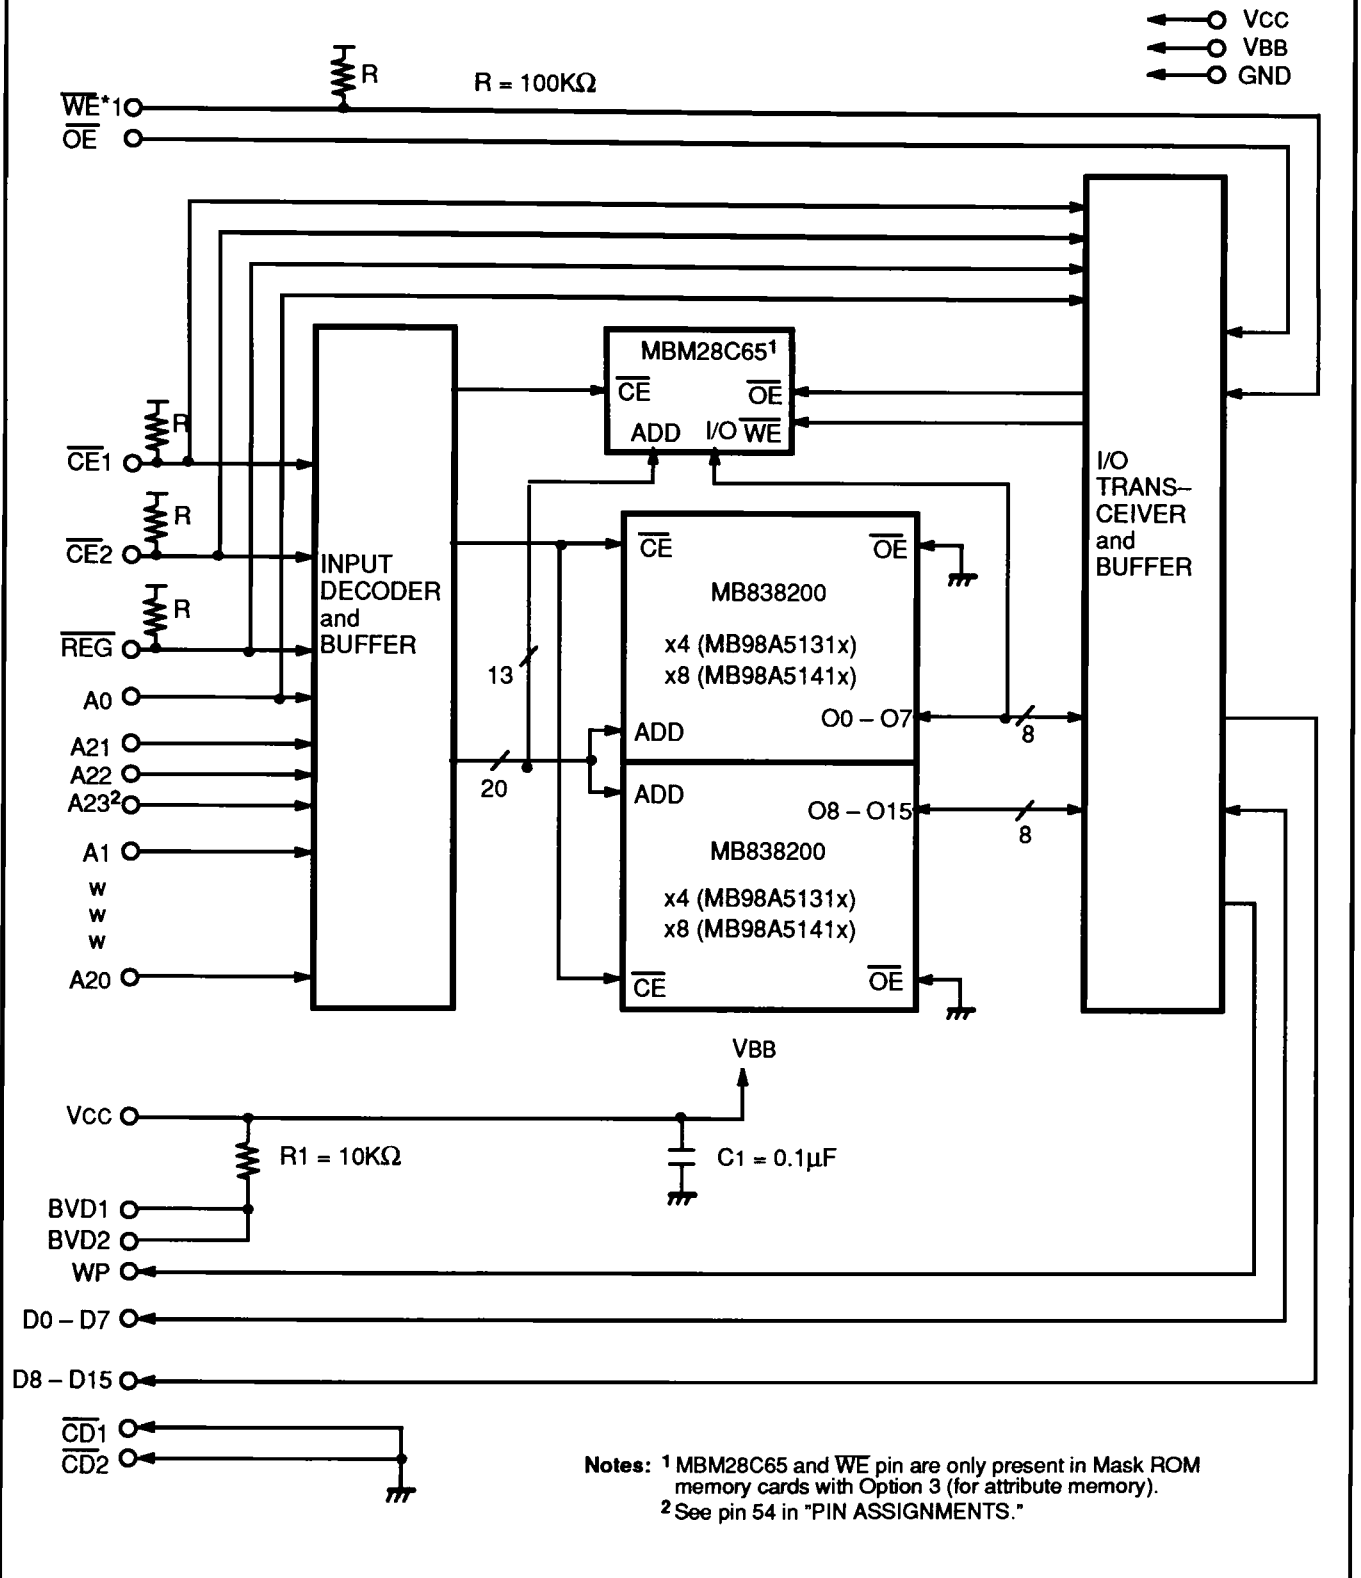 VCC
VBB
GND
R
R = 100KΩ
WE*1
OE
MBM28C65¹
CE
OE
ADD
I/O
WE
R
CE1
R
CE2
R
REG
A0
A21
A22
A23²
A1
w
w
w
A20
INPUT
DECODER
and
BUFFER
I/O
TRANS–
CEIVER
and
BUFFER
CE
OE
MB838200
x4 (MB98A5131x)
x8 (MB98A5141x)
13
O0 – O7
8
ADD
20
ADD
O8 – O15
8
MB838200
x4 (MB98A5131x)
x8 (MB98A5141x)
CE
OE
VBB
VCC
R1 = 10KΩ
C1 = 0.1μF
BVD1
BVD2
WP
D0 – D7
D8 – D15
CD1
CD2
Notes: ¹ MBM28C65 and WE pin are only present in Mask ROM
memory cards with Option 3 (for attribute memory).
² See pin 54 in "PIN ASSIGNMENTS."